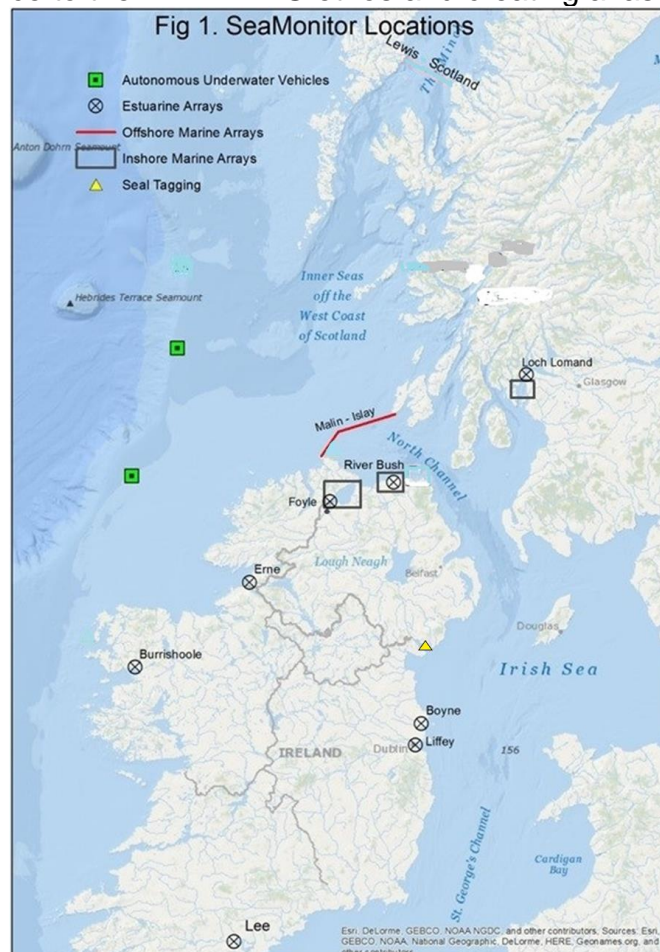 Fig 1. SeaMonitor Locations
Lewis Scotland
Autonomous Underwater Vehicles
Estuarine Arrays
Offshore Marine Arrays
Anton Dohrn Seamount
Inshore Marine Arrays
Seal Tagging
Inner Seas
off the
West Coast
of Scotland
Hebrides Terrace Seamount
Loch Lomand
Glasgow
Malin - Islay
North Channel
River Bush
Foyle
Lough Neagh
Erne
Belfast
Douglas
Burrishoole
Irish Sea
Boyne
Liffey
Dublin
IRELAND
156
St. George's Channel
Cardigan
Bay
Lee
Esri, DeLorme, GEBCO, NOAA NGDC, and other contributors, Sources: Esri,
GEBCO, NOAA, National Geographic, DeLorme, HERE, Geonames.org, and